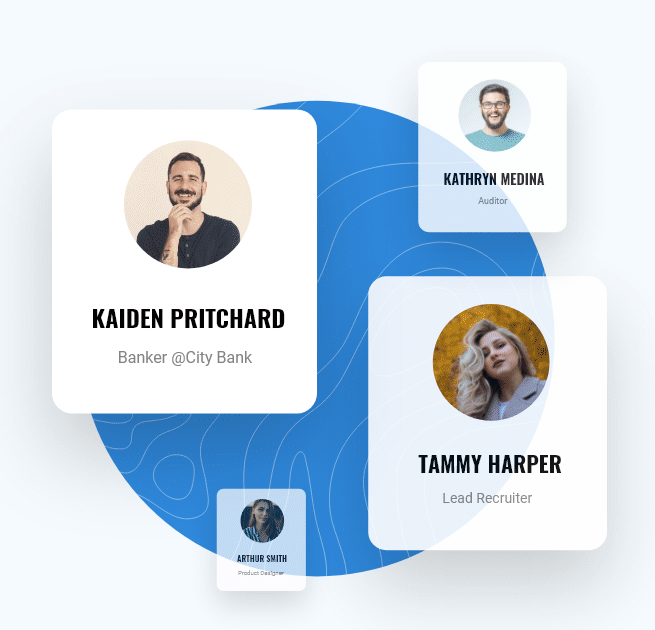 KATHRYN MEDINA
Auditor
KAIDEN PRITCHARD
Banker @City Bank
TAMMY HARPER
Lead Recruiter
ARTHUR SMITH
Product Designer